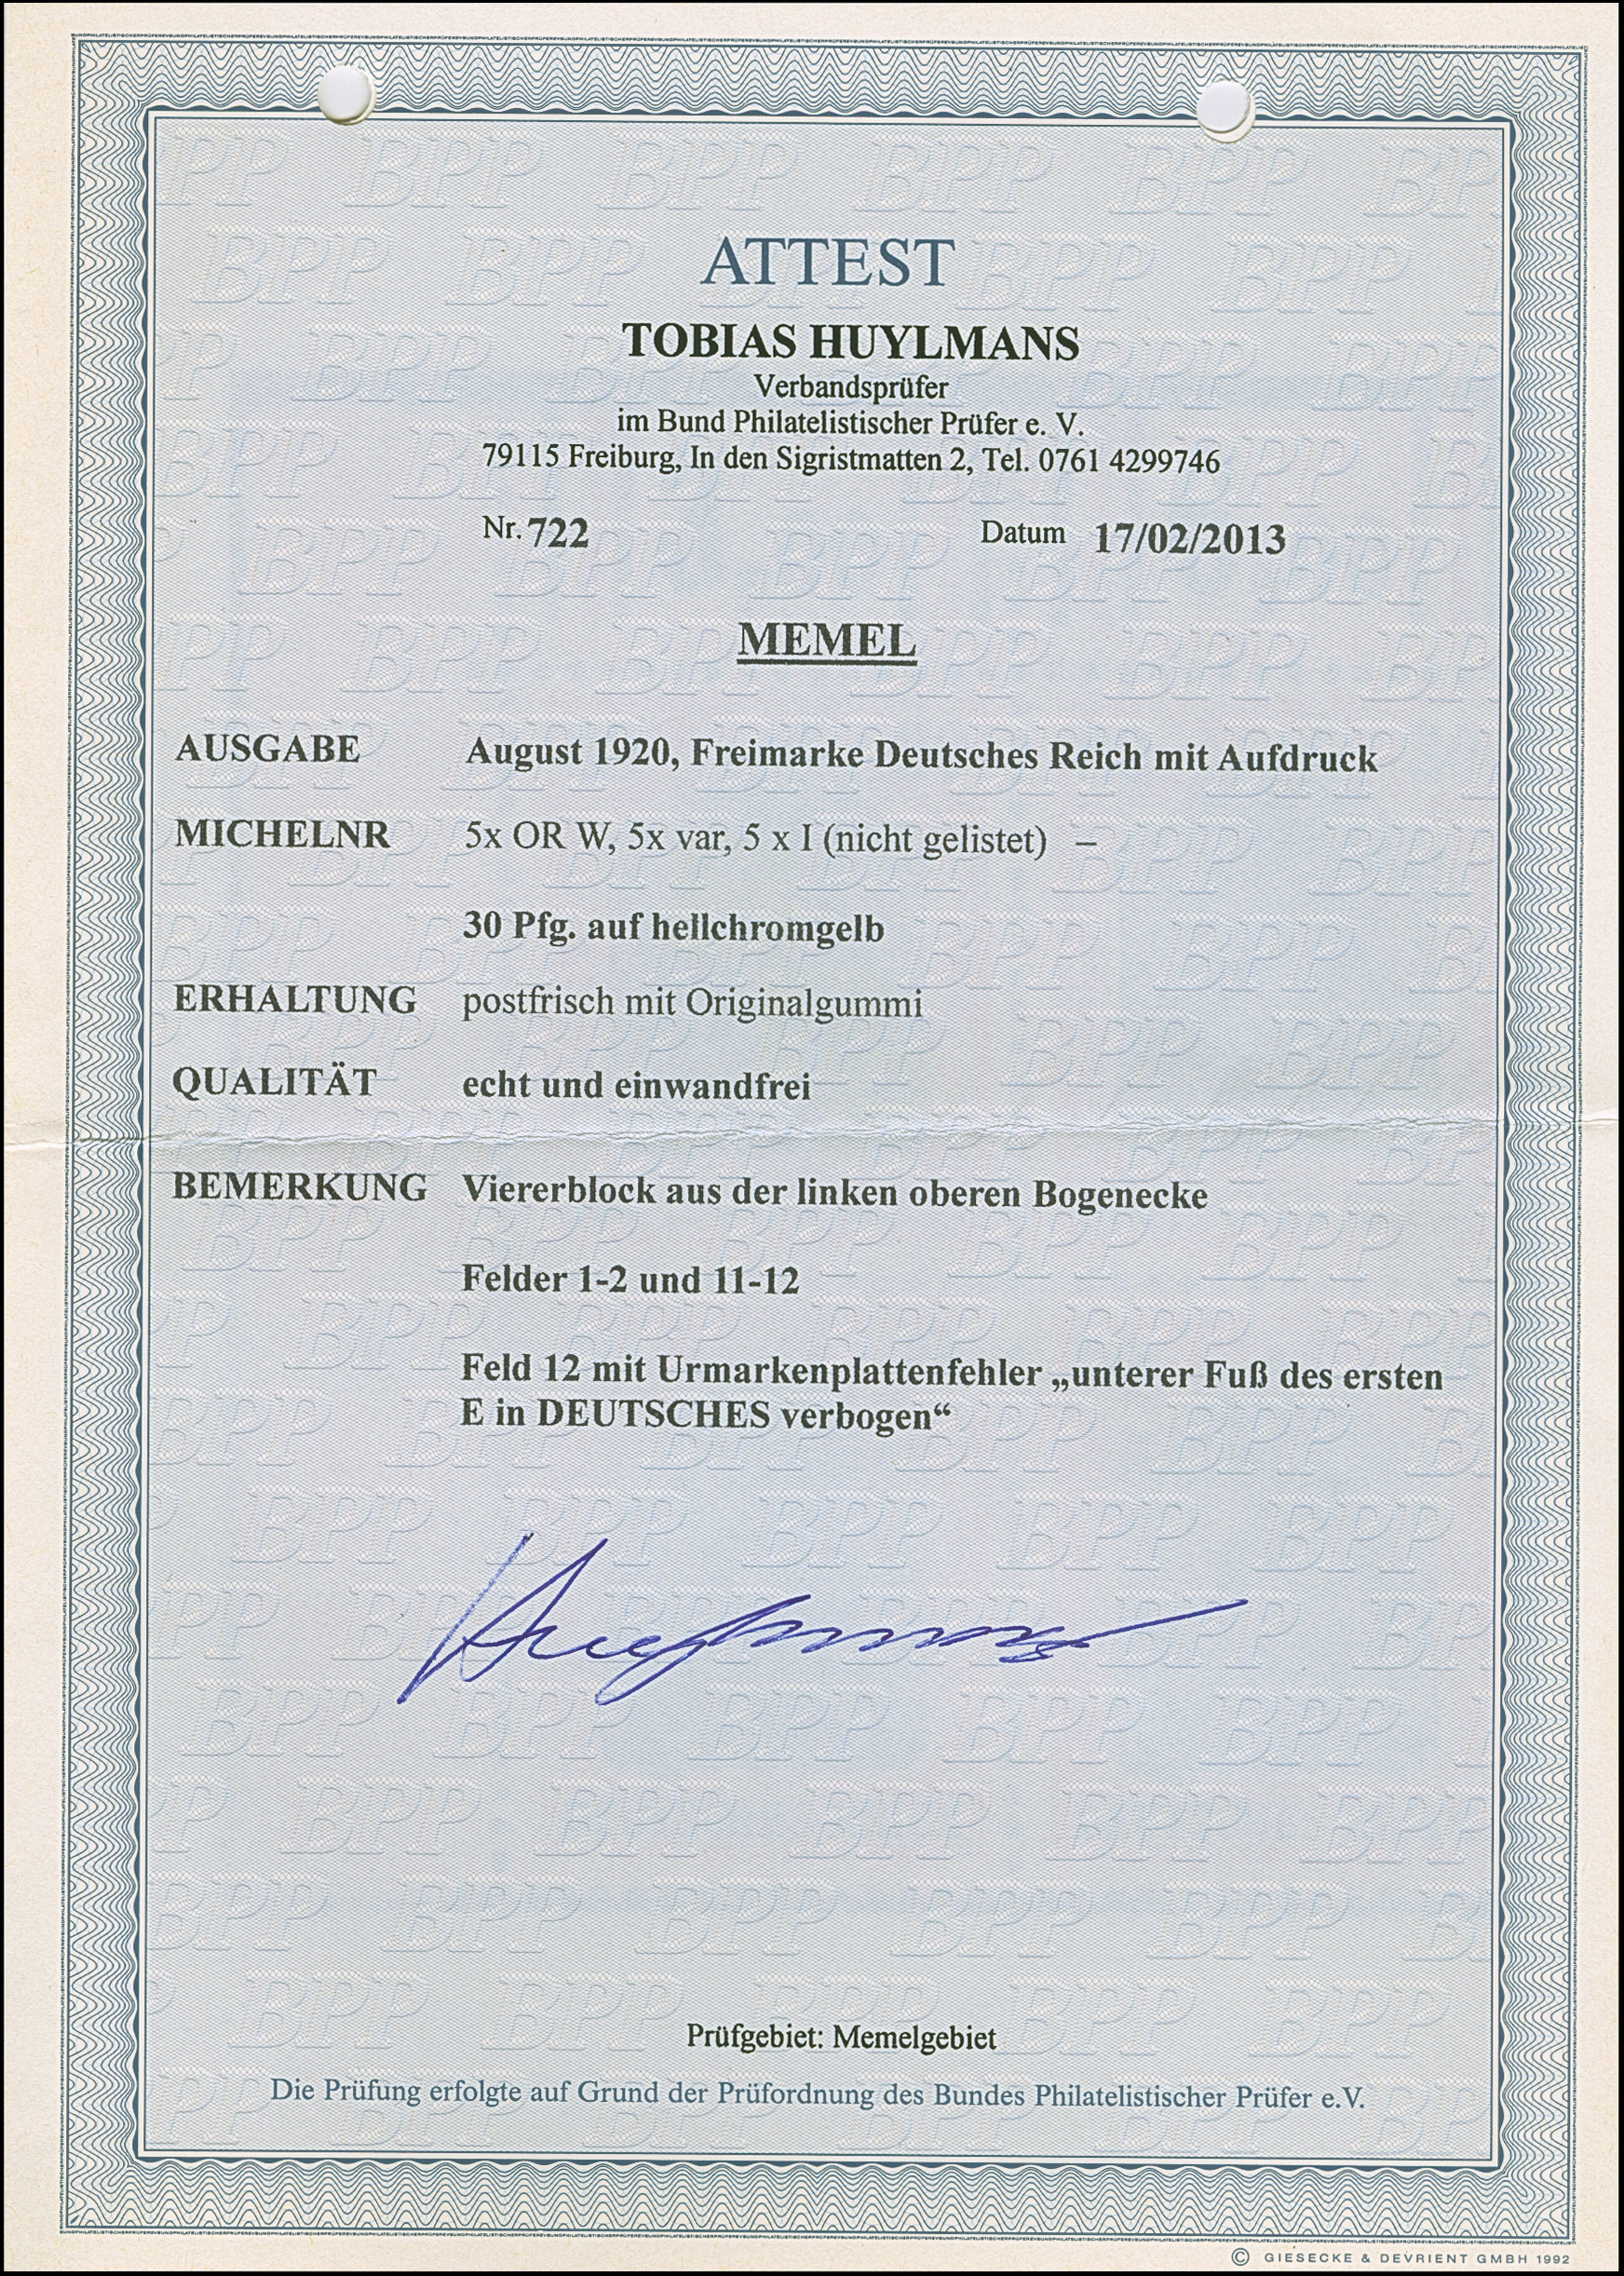 ATTEST
TOBIAS HUYLMANS
Verbandsprüfer
im Bund Philatelistischer Prüfer e. V.
79115 Freiburg, In den Sigristmatten 2, Tel. 0761 4299746
Nr. 722 Datum 17/02/2013
MEMEL
AUSGABE August 1920, Freimarke Deutsches Reich mit Aufdruck
MICHELNR 5x OR W, 5x var, 5 x I (nicht gelistet) –
30 Pfg. auf hellchromgelb
ERHALTUNG postfrisch mit Originalgummi
QUALITÄT echt und einwandfrei
BEMERKUNG Viererblock aus der linken oberen Bogenecke
Felder 1-2 und 11-12
Feld 12 mit Urmarkenplattenfehler „unterer Fuß des ersten
E in DEUTSCHES verbogen“
Huylmans
Prüfgebiet: Memelgebiet
Die Prüfung erfolgte auf Grund der Prüfordnung des Bundes Philatelistischer Prüfer e.V.
© GIESECKE & DEVRIENT GMBH 1992